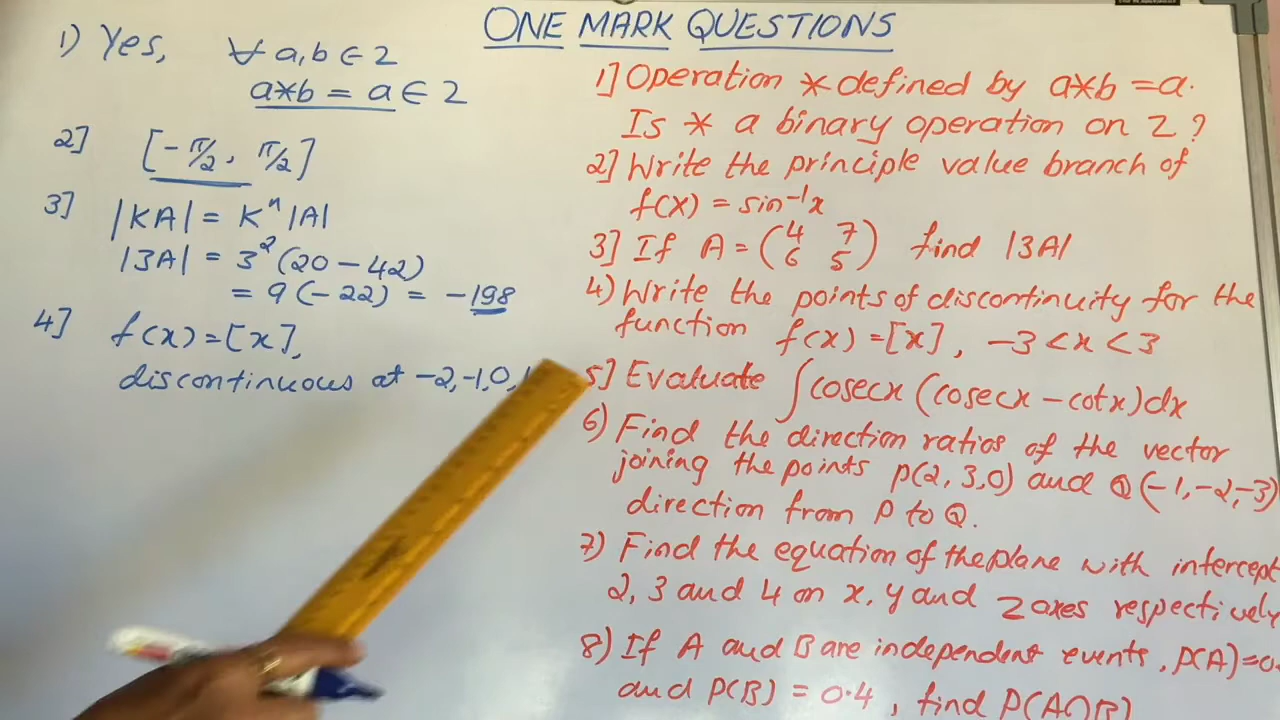 ONE MARK QUESTIONS
1) Yes, ∀ a,b ∈ Z
a*b = a ∈ Z
2] [-π/2, π/2]
3] |KA| = Kⁿ|A|
|3A| = 3²(20-42)
= 9(-22) = -198
4] f(x)=[x],
discontinuous at -2,-1,0,1
1] Operation * defined by a*b = a.
Is * a binary operation on Z?
2] Write the principle value branch of
f(x) = sin⁻¹x
3] If A = (4 7
6 5) find |3A|
4) Write the points of discontinuity for the
function f(x)=[x], -3<x<3
5] Evaluate ∫cosecx (cosecx-cotx)dx
6) Find the direction ratios of the vector
joining the points P(2,3,0) and Q(-1,-2,-3)
direction from P to Q.
7) Find the equation of the plane with intercept
2, 3 and 4 on x, y and z axes respectively
8) If A and B are independent events, P(A)=0.
and P(B) = 0.4, find P(A∩B)